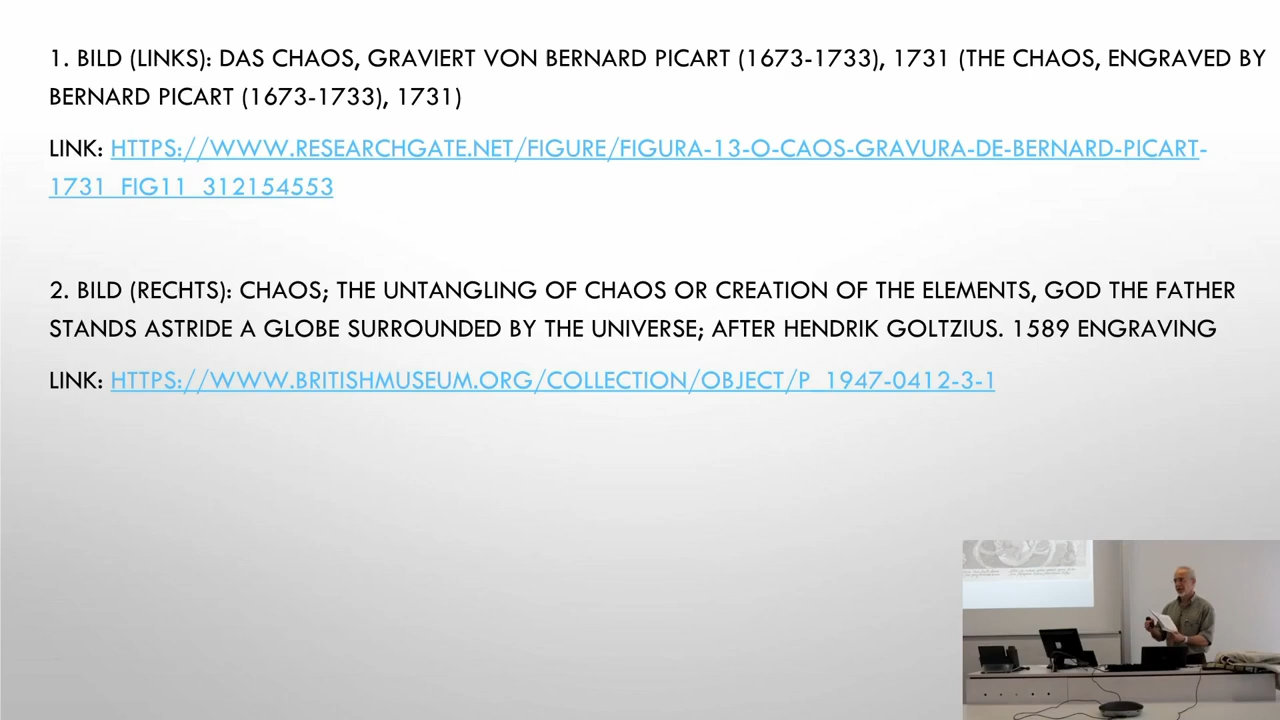 1. BILD (LINKS): DAS CHAOS, GRAVIERT VON BERNARD PICART (1673-1733), 1731 (THE CHAOS, ENGRAVED BY
BERNARD PICART (1673-1733), 1731)
LINK: HTTPS://WWW.RESEARCHGATE.NET/FIGURE/FIGURA-13-O-CAOS-GRAVURA-DE-BERNARD-PICART-
1731_FIG11_312154553
2. BILD (RECHTS): CHAOS; THE UNTANGLING OF CHAOS OR CREATION OF THE ELEMENTS, GOD THE FATHER
STANDS ASTRIDE A GLOBE SURROUNDED BY THE UNIVERSE; AFTER HENDRIK GOLTZIUS. 1589 ENGRAVING
LINK: HTTPS://WWW.BRITISHMUSEUM.ORG/COLLECTION/OBJECT/P_1947-0412-3-1